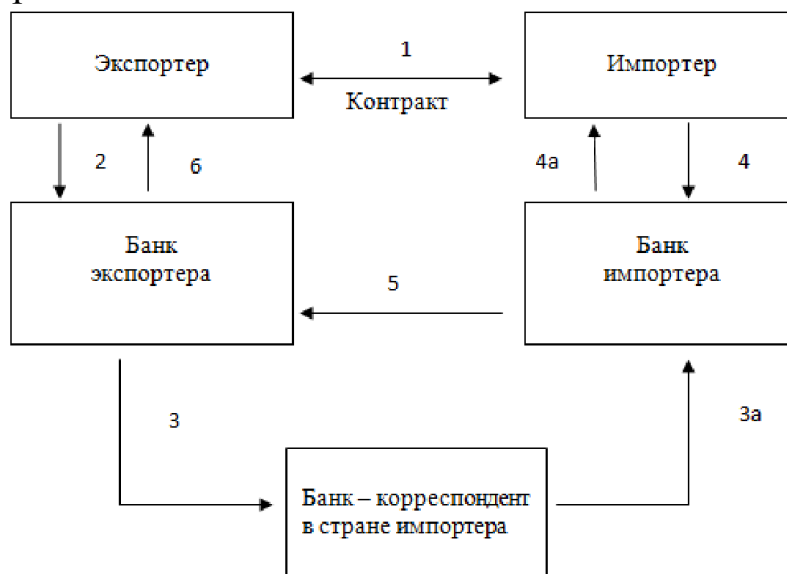 Экспортер
1
Импортер
Контракт
2
6
4а
4
Банк
экспортера
5
Банк
импортера
3
3а
Банк – корреспондент
в стране импортера